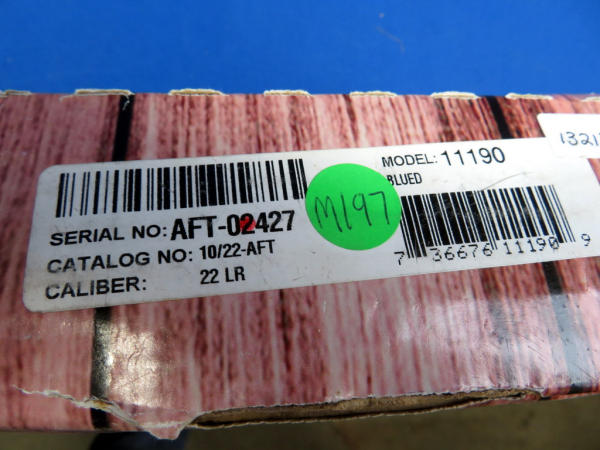 MODEL: 11190
BLUED
SERIAL NO: AFT-02427
CATALOG NO: 10/22-AFT
CALIBER: 22 LR
M197
7 36676 11190 9